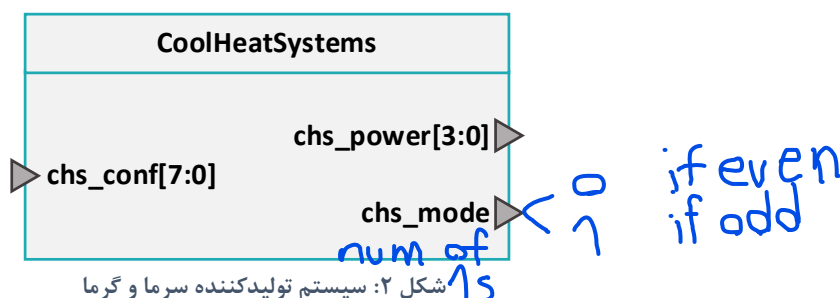 CoolHeatSystems
chs_power[3:0]
chs_conf[7:0]
chs_mode
0 if even
1 if odd
num of
1s
شکل ۲: سیستم تولیدکننده سرما و گرما